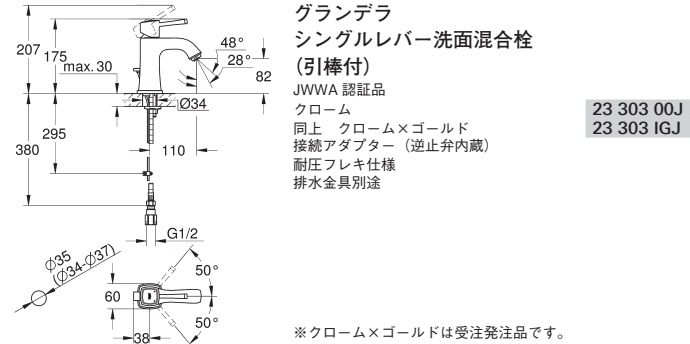 グランデラ
シングルレバー洗面混合栓
(引棒付)
JWWA 認証品
クローム 23 303 00J
同上　クローム×ゴールド 23 303 IGJ
接続アダプター（逆止弁内蔵）
耐圧フレキ仕様
排水金具別途
207
175
max. 30
48°
28°
82
Ø34
295
110
380
G1/2
Ø35
(Ø34-Ø37)
50°
60
50°
38
※クローム×ゴールドは受注発注品です。